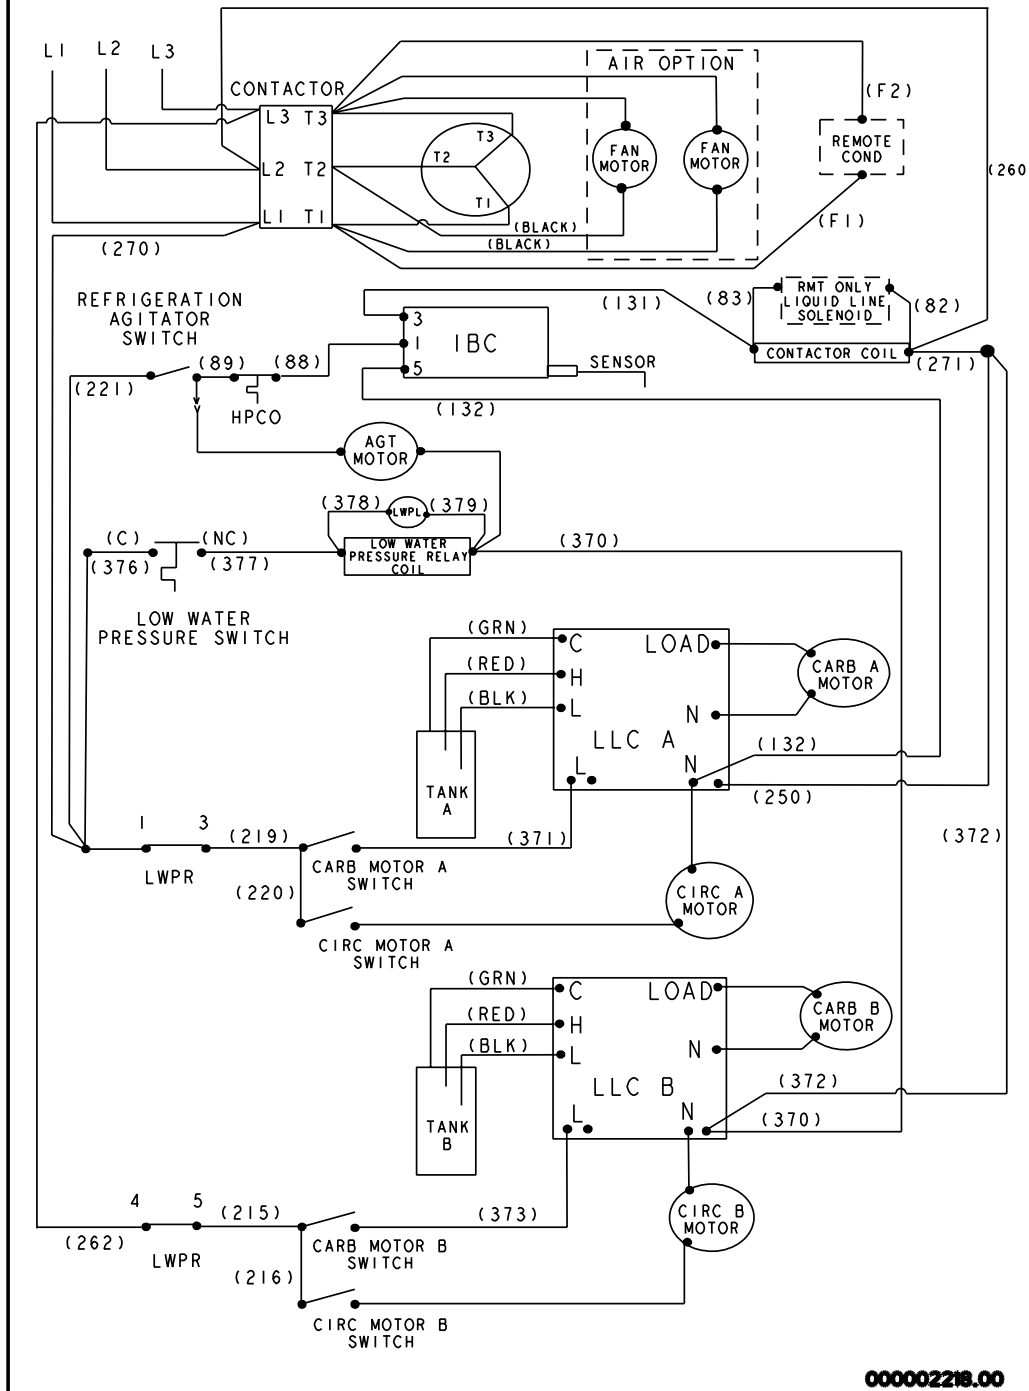 L1 L2 L3
CONTACTOR
L3 T3
L2 T2
L1 T1
T3
T2
T1
AIR OPTION
FAN
MOTOR
FAN
MOTOR
(F2)
REMOTE
COND
(F1)
(260
(BLACK)
(BLACK)
(270)
REFRIGERATION
AGITATOR
SWITCH
(131)
(83)
RMT ONLY
LIQUID LINE
SOLENOID
(82)
3
1
5
IBC
SENSOR
CONTACTOR COIL
(271)
(221)
(89)
(88)
HPCO
(132)
AGT
MOTOR
(378)
LWPL
(379)
(C)
(NC)
(376)
(377)
LOW WATER
PRESSURE RELAY
COIL
(370)
LOW WATER
PRESSURE SWITCH
(GRN)
(RED)
(BLK)
C
H
L
LOAD
N
LLC A
L
N
CARB A
MOTOR
TANK
A
(132)
(250)
(372)
1
3
(219)
LWPR
(220)
CARB MOTOR A
SWITCH
(371)
CIRC A
MOTOR
CIRC MOTOR A
SWITCH
(GRN)
(RED)
(BLK)
C
H
L
LOAD
N
LLC B
L
N
CARB B
MOTOR
TANK
B
(372)
(370)
4
5
(215)
(262)
LWPR
(216)
CARB MOTOR B
SWITCH
(373)
CIRC B
MOTOR
CIRC MOTOR B
SWITCH
000002218.00